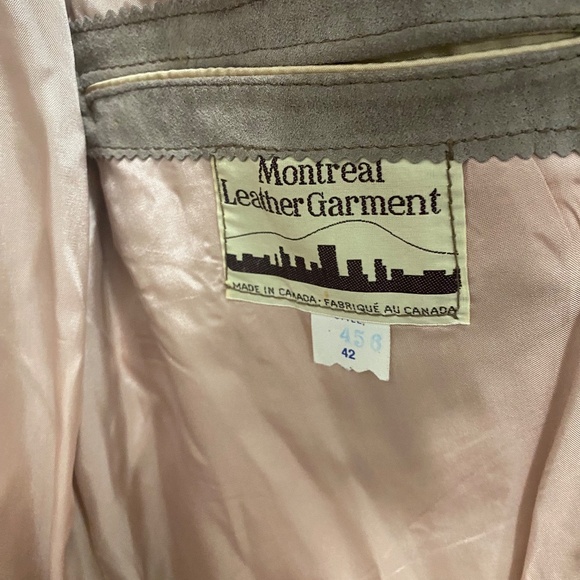 Montreal
Leather Garment
MADE IN CANADA · FABRIQUÉ AU CANADA
456
42